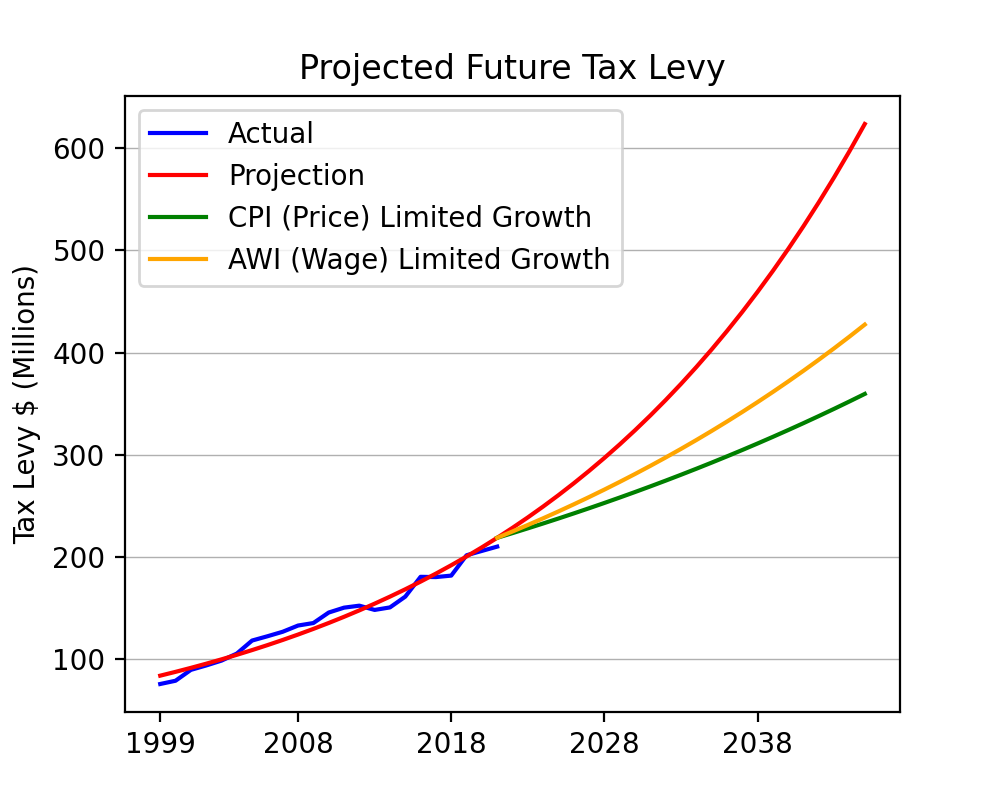 Projected Future Tax Levy
Actual
Projection
CPI (Price) Limited Growth
AWI (Wage) Limited Growth
Tax Levy $ (Millions)
600
500
400
300
200
100
1999 2008 2018 2028 2038